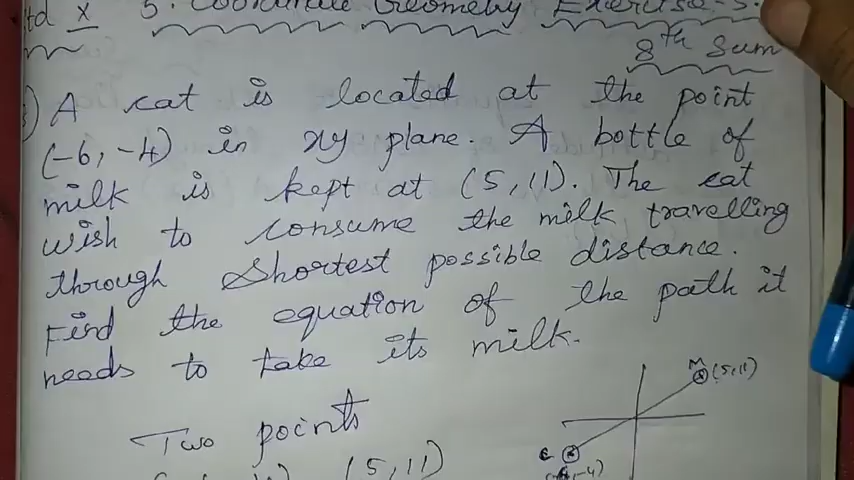 td X 5. Coordinate Geometry Exercise-5.
8th Sum
A cat is located at the point
(-6, -4) in xy plane. A bottle of
milk is kept at (5, 11). The cat
wish to consume the milk travelling
through shortest possible distance.
Find the equation of the path it
needs to take its milk.
M (5,11)
Two points
C
(5, 11)